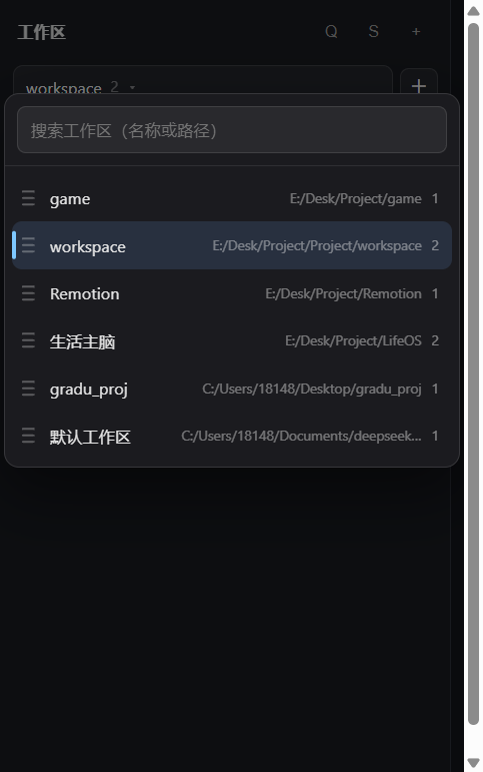 工作区 Q S +
workspace 2
搜索工作区（名称或路径）
game E:/Desk/Project/game 1
workspace E:/Desk/Project/Project/workspace 2
Remotion E:/Desk/Project/Remotion 1
生活主脑 E:/Desk/Project/LifeOS 2
gradu_proj C:/Users/18148/Desktop/gradu_proj 1
默认工作区 C:/Users/18148/Documents/deepseek... 1